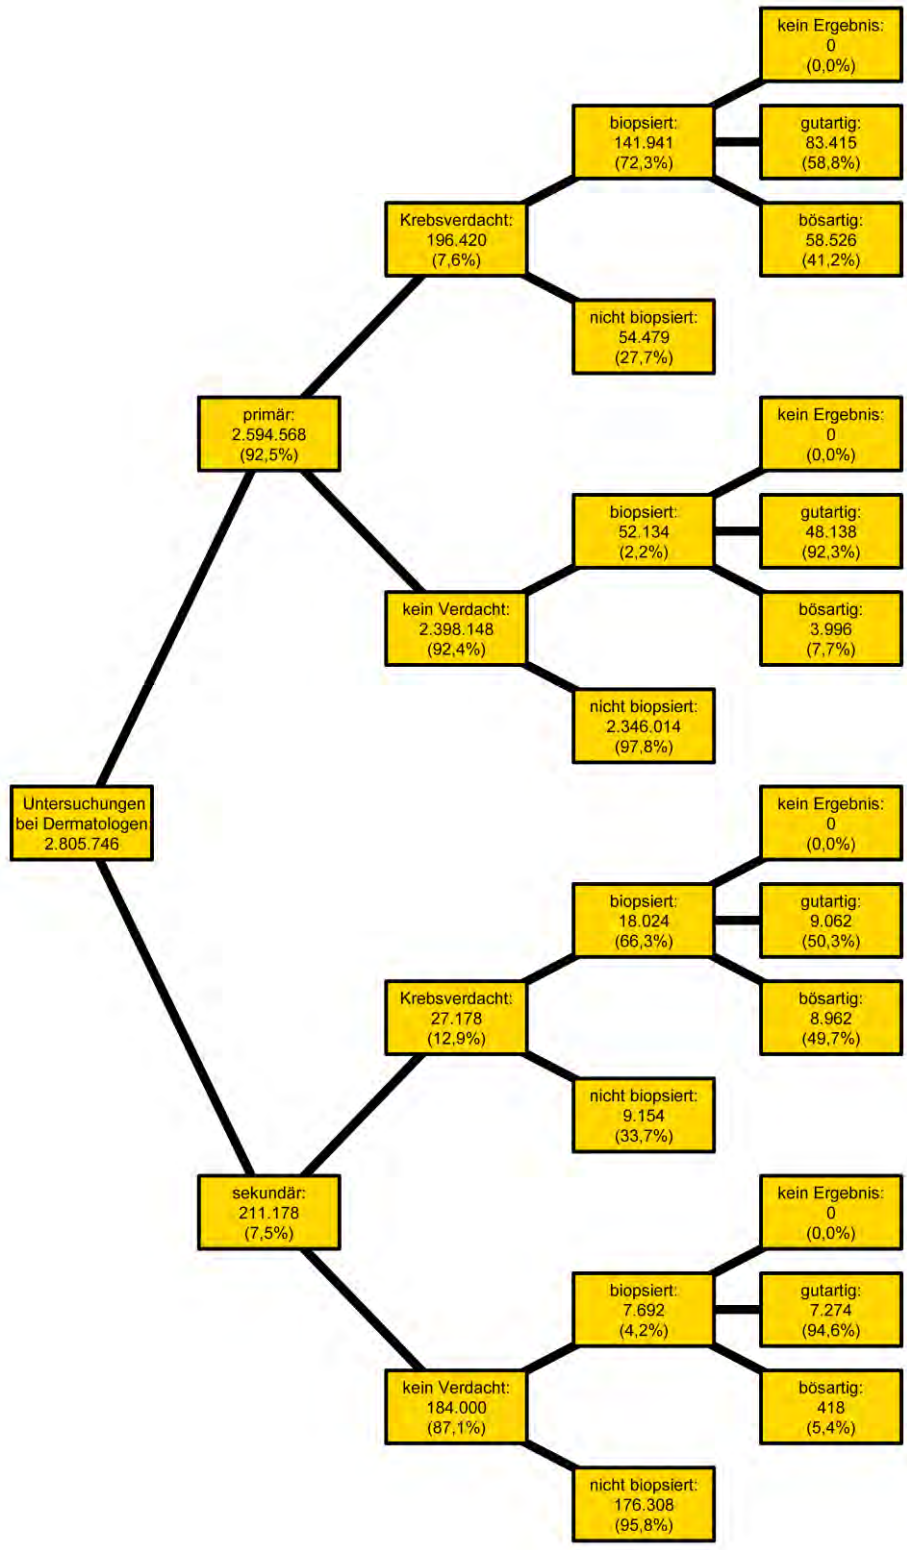 kein Ergebnis:
0
(0,0%)
biopsiert:
141.941
(72,3%)
gutartig:
83.415
(58,8%)
Krebsverdacht:
196.420
(7,6%)
bösartig:
58.526
(41,2%)
nicht biopsiert:
54.479
(27,7%)
primär:
2.594.568
(92,5%)
kein Ergebnis:
0
(0,0%)
biopsiert:
52.134
(2,2%)
gutartig:
48.138
(92,3%)
kein Verdacht:
2.398.148
(92,4%)
bösartig:
3.996
(7,7%)
nicht biopsiert:
2.346.014
(97,8%)
Untersuchungen
bei Dermatologen:
2.805.746
kein Ergebnis:
0
(0,0%)
biopsiert:
18.024
(66,3%)
gutartig:
9.062
(50,3%)
Krebsverdacht:
27.178
(12,9%)
bösartig:
8.962
(49,7%)
nicht biopsiert:
9.154
(33,7%)
sekundär:
211.178
(7,5%)
kein Ergebnis:
0
(0,0%)
biopsiert:
7.692
(4,2%)
gutartig:
7.274
(94,6%)
kein Verdacht:
184.000
(87,1%)
bösartig:
418
(5,4%)
nicht biopsiert:
176.308
(95,8%)